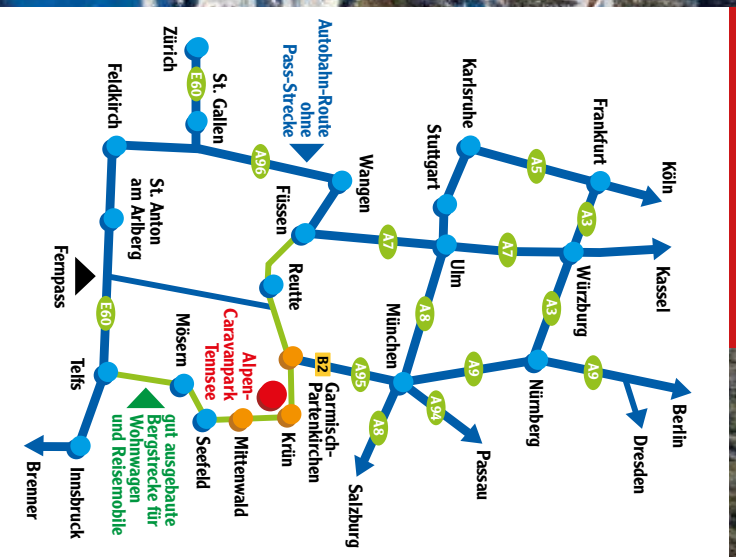 Köln
Kassel
Berlin
Dresden
Frankfurt
A5
A3
Würzburg
A3
Nürnberg
A9
Karlsruhe
Stuttgart
A7
Ulm
A8
A9
A94
Passau
A8
Salzburg
München
A7
A95
B2
Garmisch-
Partenkirchen
Autobahn-Route
ohne
Pass-Strecke
Wangen
A96
Füssen
Reutte
Krün
Alpen-
Caravanpark
Tennsee
Mittenwald
Seefeld
Mösern
Zürich
E60
St. Gallen
Feldkirch
St. Anton
am Arlberg
Fernpass
E60
Telfs
gut ausgebaute
Bergstrecke für
Wohnwagen
und Reisemobile
Innsbruck
Brenner